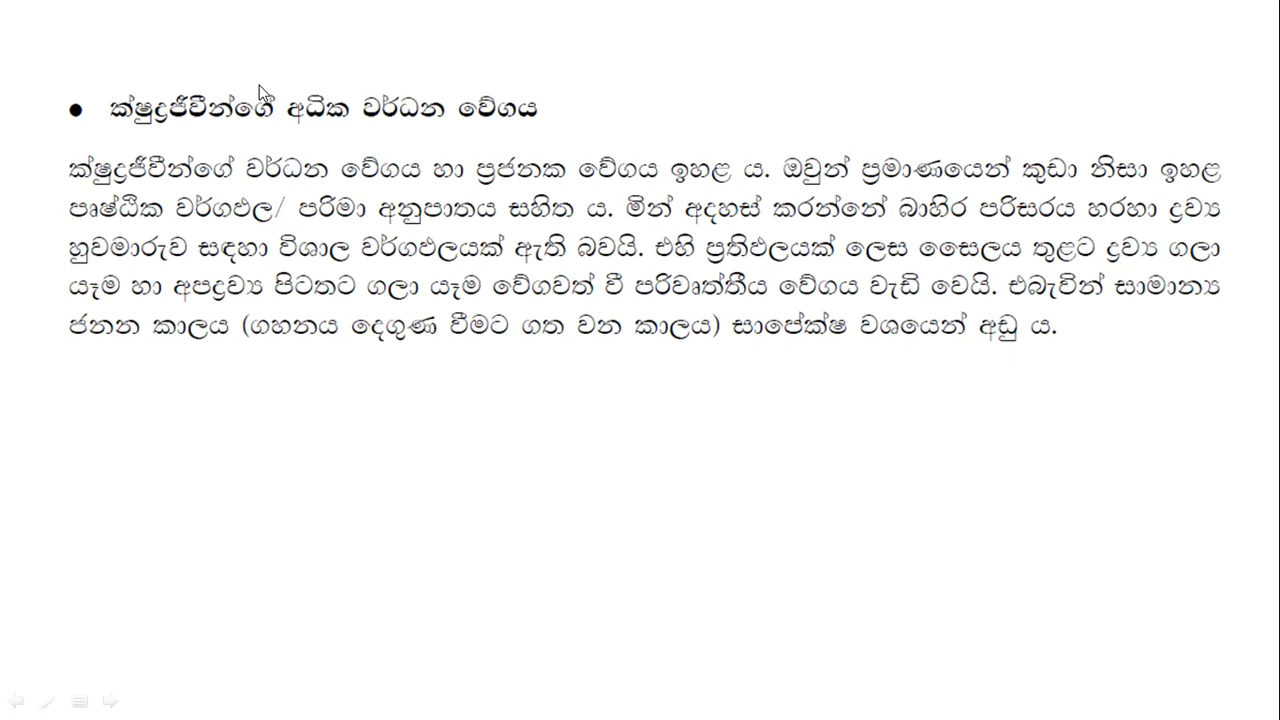 ● ක්ෂුද්‍රජීවීන්ගේ අධික වර්ධන වේගය
ක්ෂුද්‍රජීවීන්ගේ වර්ධන වේගය හා ප්‍රජනක වේගය ඉහළ ය. ඔවුන් ප්‍රමාණයෙන් කුඩා නිසා ඉහළ
පෘෂ්ඨික වර්ගඵල/ පරිමා අනුපාතය සහිත ය. මින් අදහස් කරන්නේ බාහිර පරිසරය හරහා ද්‍රව්‍ය
හුවමාරුව සඳහා විශාල වර්ගඵලයක් ඇති බවයි. එහි ප්‍රතිඵලයක් ලෙස සෛලය තුළට ද්‍රව්‍ය ගලා
යෑම හා අපද්‍රව්‍ය පිටතට ගලා යෑම වේගවත් වී පරිවෘත්තීය වේගය වැඩි වෙයි. එබැවින් සාමාන්‍ය
ජනන කාලය (ගහනය දෙගුණ වීමට ගත වන කාලය) සාපේක්ෂ වශයෙන් අඩු ය.